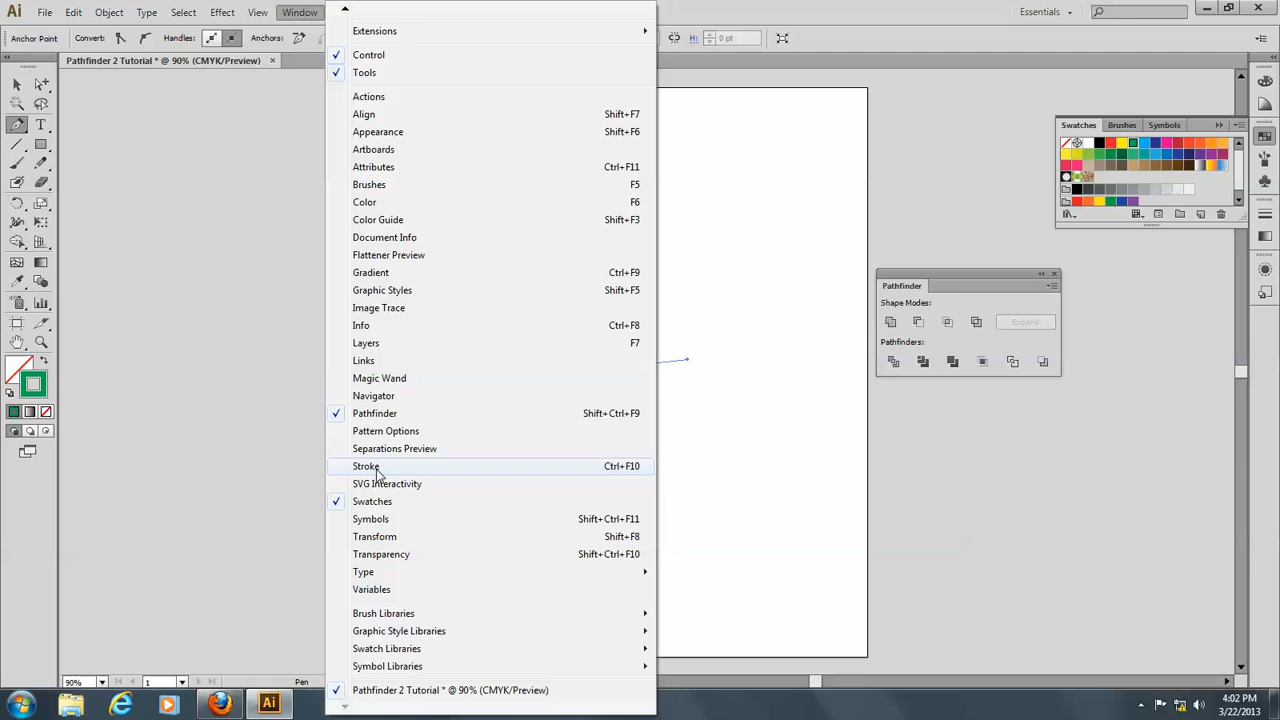 Ai File Edit Object Type Select Effect View Window Essentials
Anchor Point Convert: Handles: Anchors: H: 0 pt
Pathfinder 2 Tutorial * @ 90% (CMYK/Preview) ×
Extensions
Control
Tools
Actions
Align Shift+F7
Appearance Shift+F6
Artboards
Attributes Ctrl+F11
Brushes F5
Color F6
Color Guide Shift+F3
Document Info
Flattener Preview
Gradient Ctrl+F9
Graphic Styles Shift+F5
Image Trace
Info Ctrl+F8
Layers F7
Links
Magic Wand
Navigator
Pathfinder Shift+Ctrl+F9
Pattern Options
Separations Preview
Stroke Ctrl+F10
SVG Interactivity
Swatches
Symbols Shift+Ctrl+F11
Transform Shift+F8
Transparency Shift+Ctrl+F10
Type
Variables
Brush Libraries
Graphic Style Libraries
Swatch Libraries
Symbol Libraries
Pathfinder 2 Tutorial * @ 90% (CMYK/Preview)
Swatches Brushes Symbols
Pathfinder
Shape Modes:
Expand
Pathfinders:
T
90% 1 Pen
Ai
4:02 PM
3/22/2013